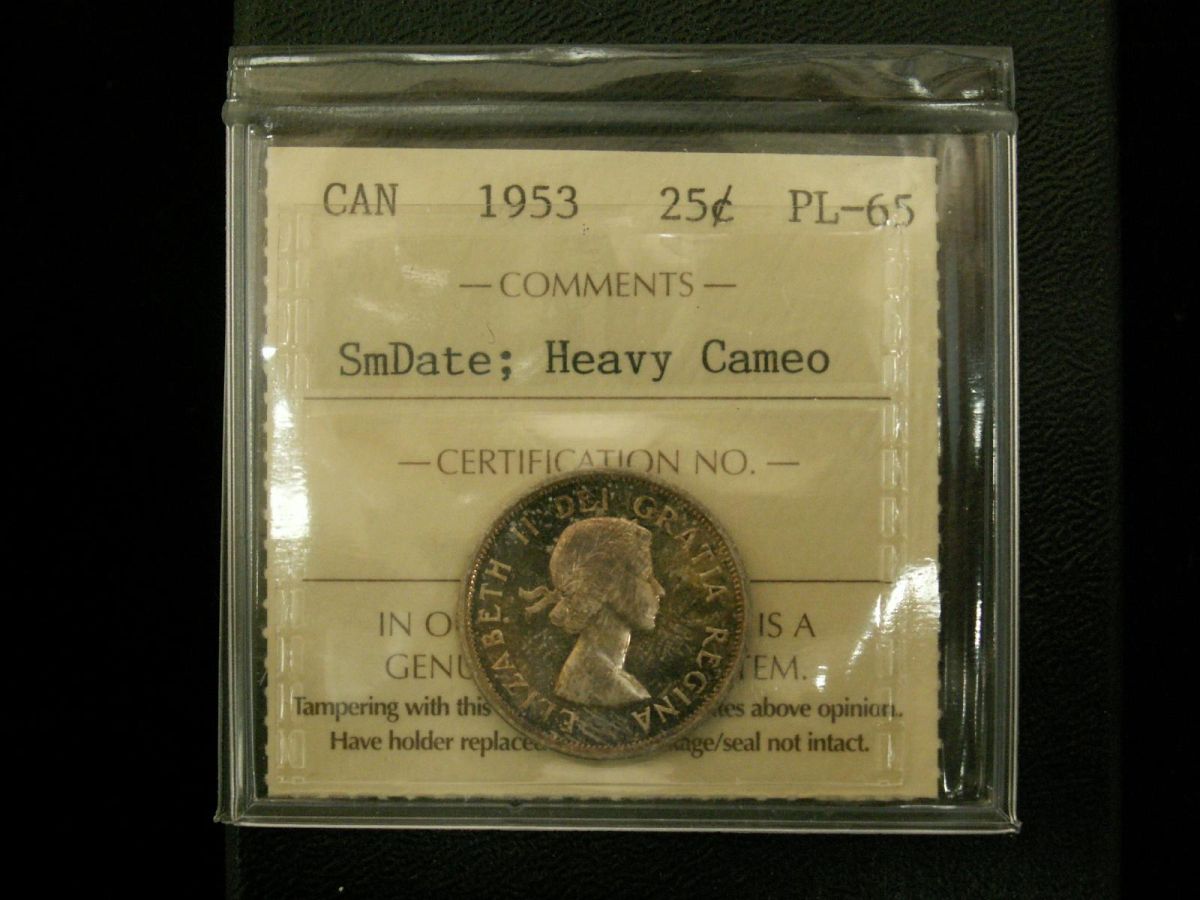 CAN 1953 25¢ PL-65
— COMMENTS —
SmDate; Heavy Cameo
— CERTIFICATION NO. —
ELIZABETH II DEI GRATIA REGINA
IN O IS A
GENU TEM.
Tampering with this tes above opinion.
Have holder replaced age/seal not intact.